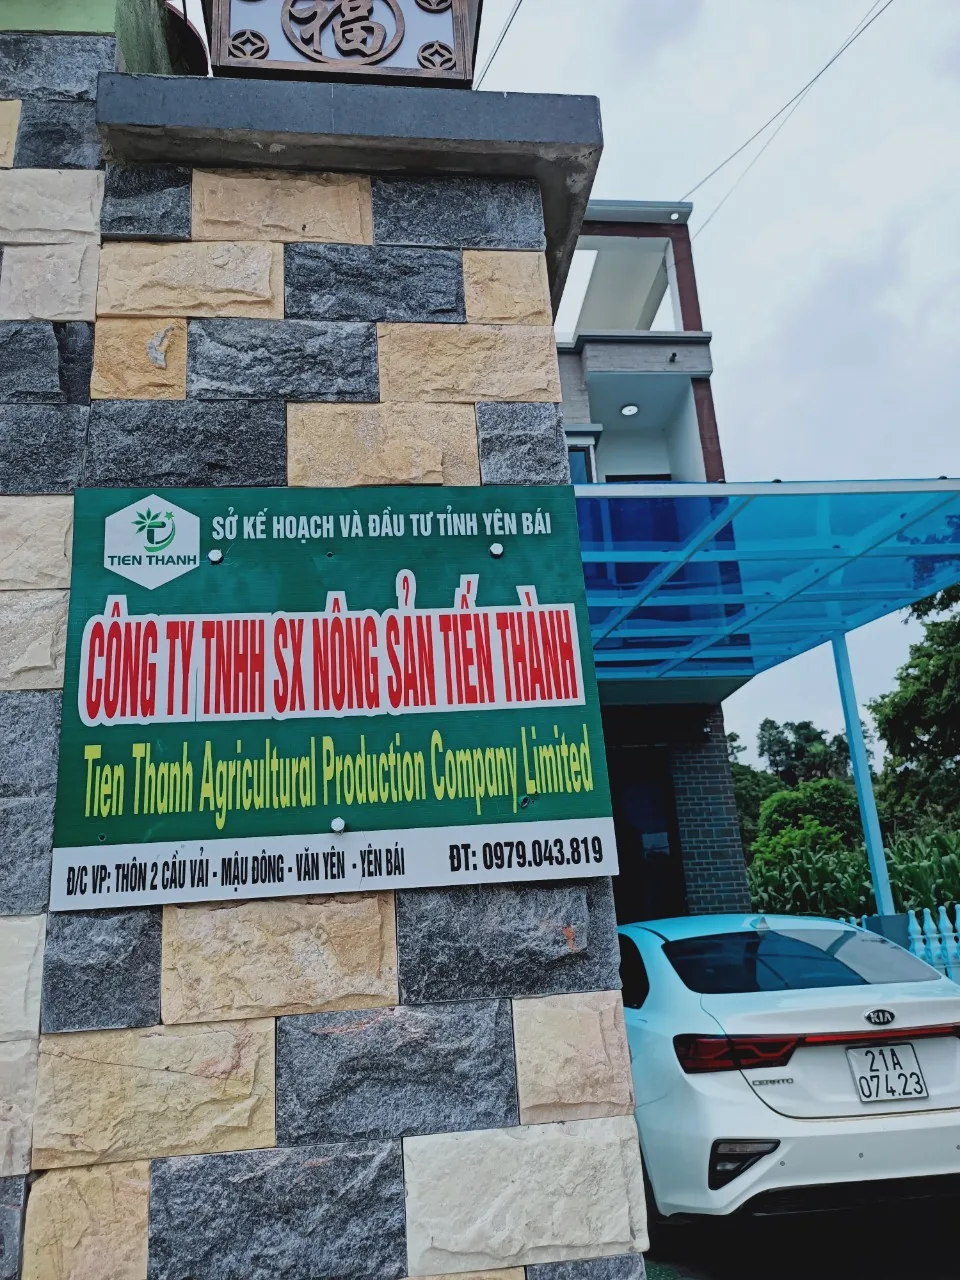 福
TIEN THANH
SỞ KẾ HOẠCH VÀ ĐẦU TƯ TỈNH YÊN BÁI
CÔNG TY TNHH SX NÔNG SẢN TIẾN THÀNH
Tien Thanh Agricultural Production Company Limited
Đ/C VP: THÔN 2 CẦU VẢI - MẬU ĐÔNG - VĂN YÊN - YÊN BÁI
ĐT: 0979.043.819
KIA
CERATO
21A
074.23